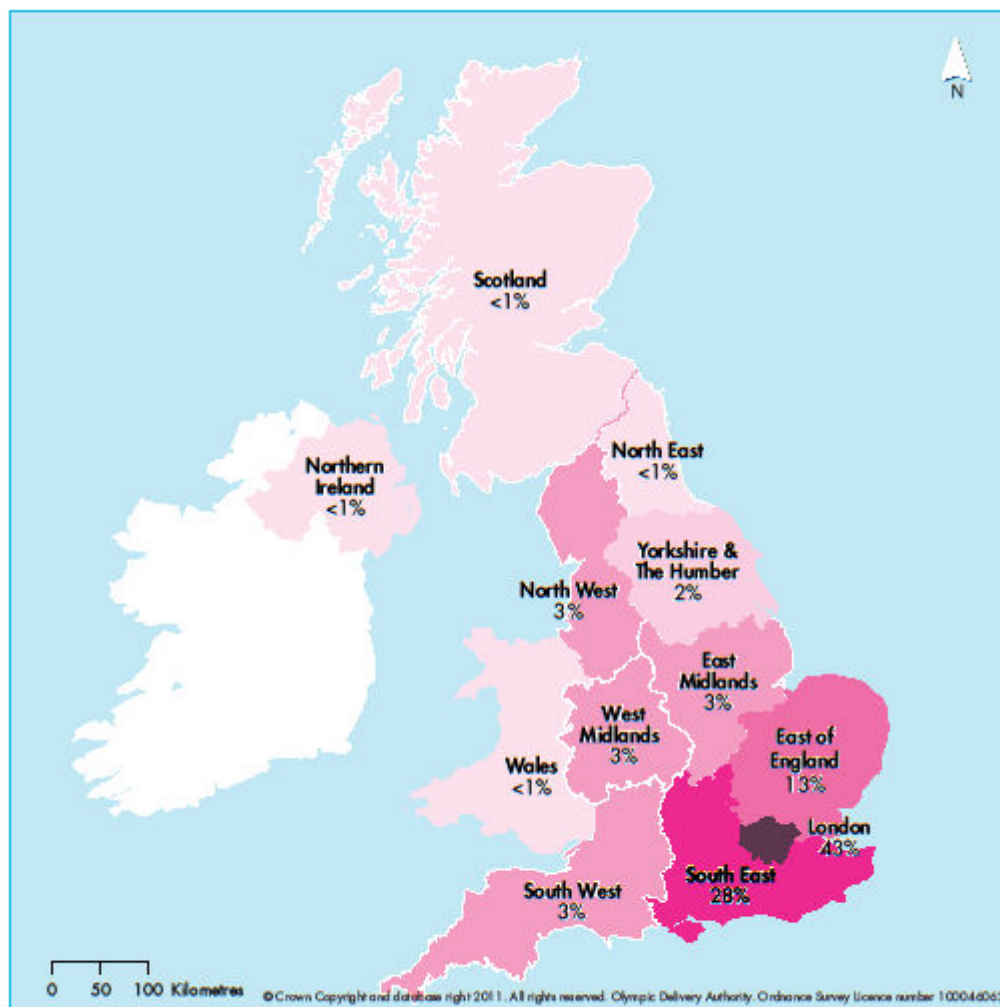 N
Scotland
<1%
North East
<1%
Northern
Ireland
<1%
Yorkshire &
The Humber
2%
North West
3%
East
Midlands
3%
West
Midlands
3%
East of
England
13%
Wales
<1%
London
43%
South East
28%
South West
3%
0 50 100 Kilometres
© Crown Copyright and database right 2011. All rights reserved. Olympic Delivery Authority. Ordnance Survey Licence number